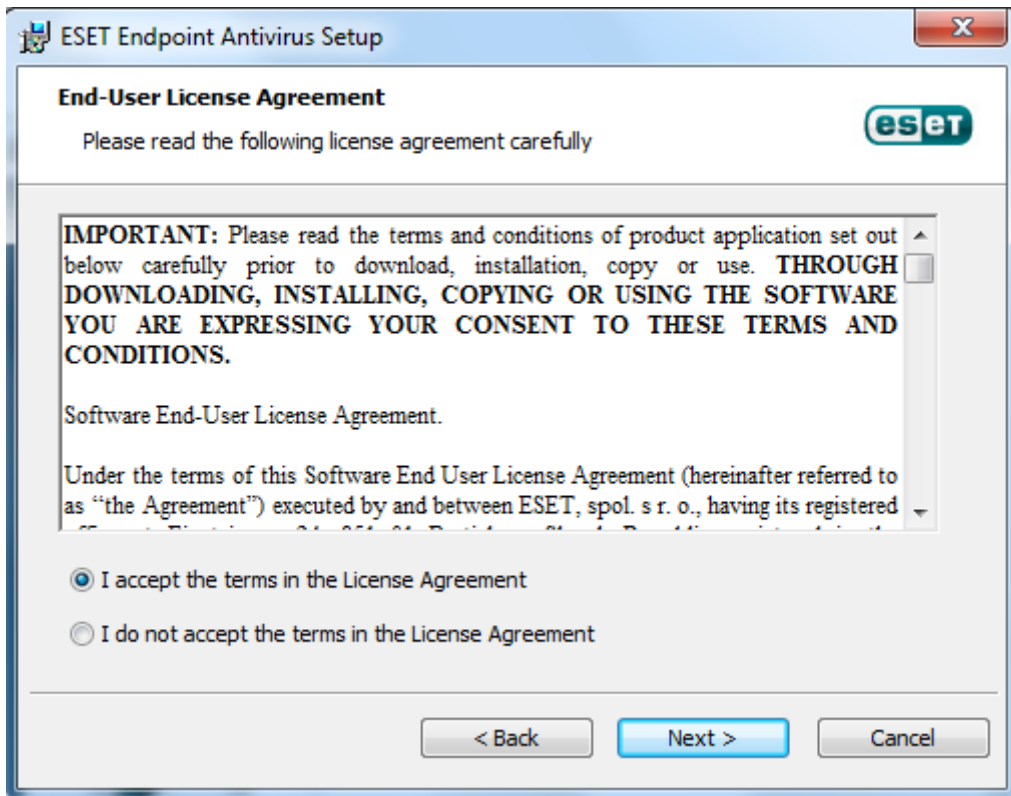 ESET Endpoint Antivirus Setup
End-User License Agreement
Please read the following license agreement carefully
eset
IMPORTANT: Please read the terms and conditions of product application set out
below carefully prior to download, installation, copy or use. THROUGH
DOWNLOADING, INSTALLING, COPYING OR USING THE SOFTWARE
YOU ARE EXPRESSING YOUR CONSENT TO THESE TERMS AND
CONDITIONS.
Software End-User License Agreement.
Under the terms of this Software End User License Agreement (hereinafter referred to
as “the Agreement”) executed by and between ESET, spol. s r. o., having its registered
I accept the terms in the License Agreement
I do not accept the terms in the License Agreement
< Back
Next >
Cancel